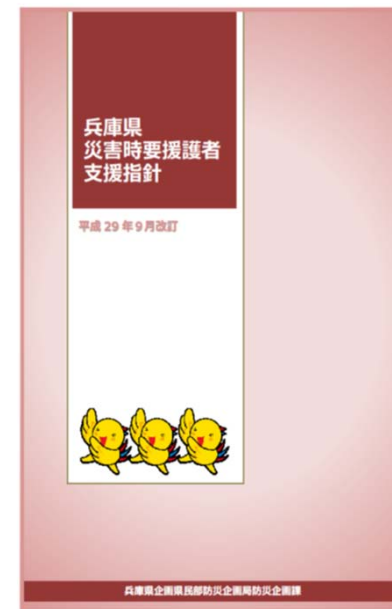 兵庫県
災害時要援護者
支援指針
平成 29 年 9 月改訂
兵庫県企画県民部防災企画局防災企画課